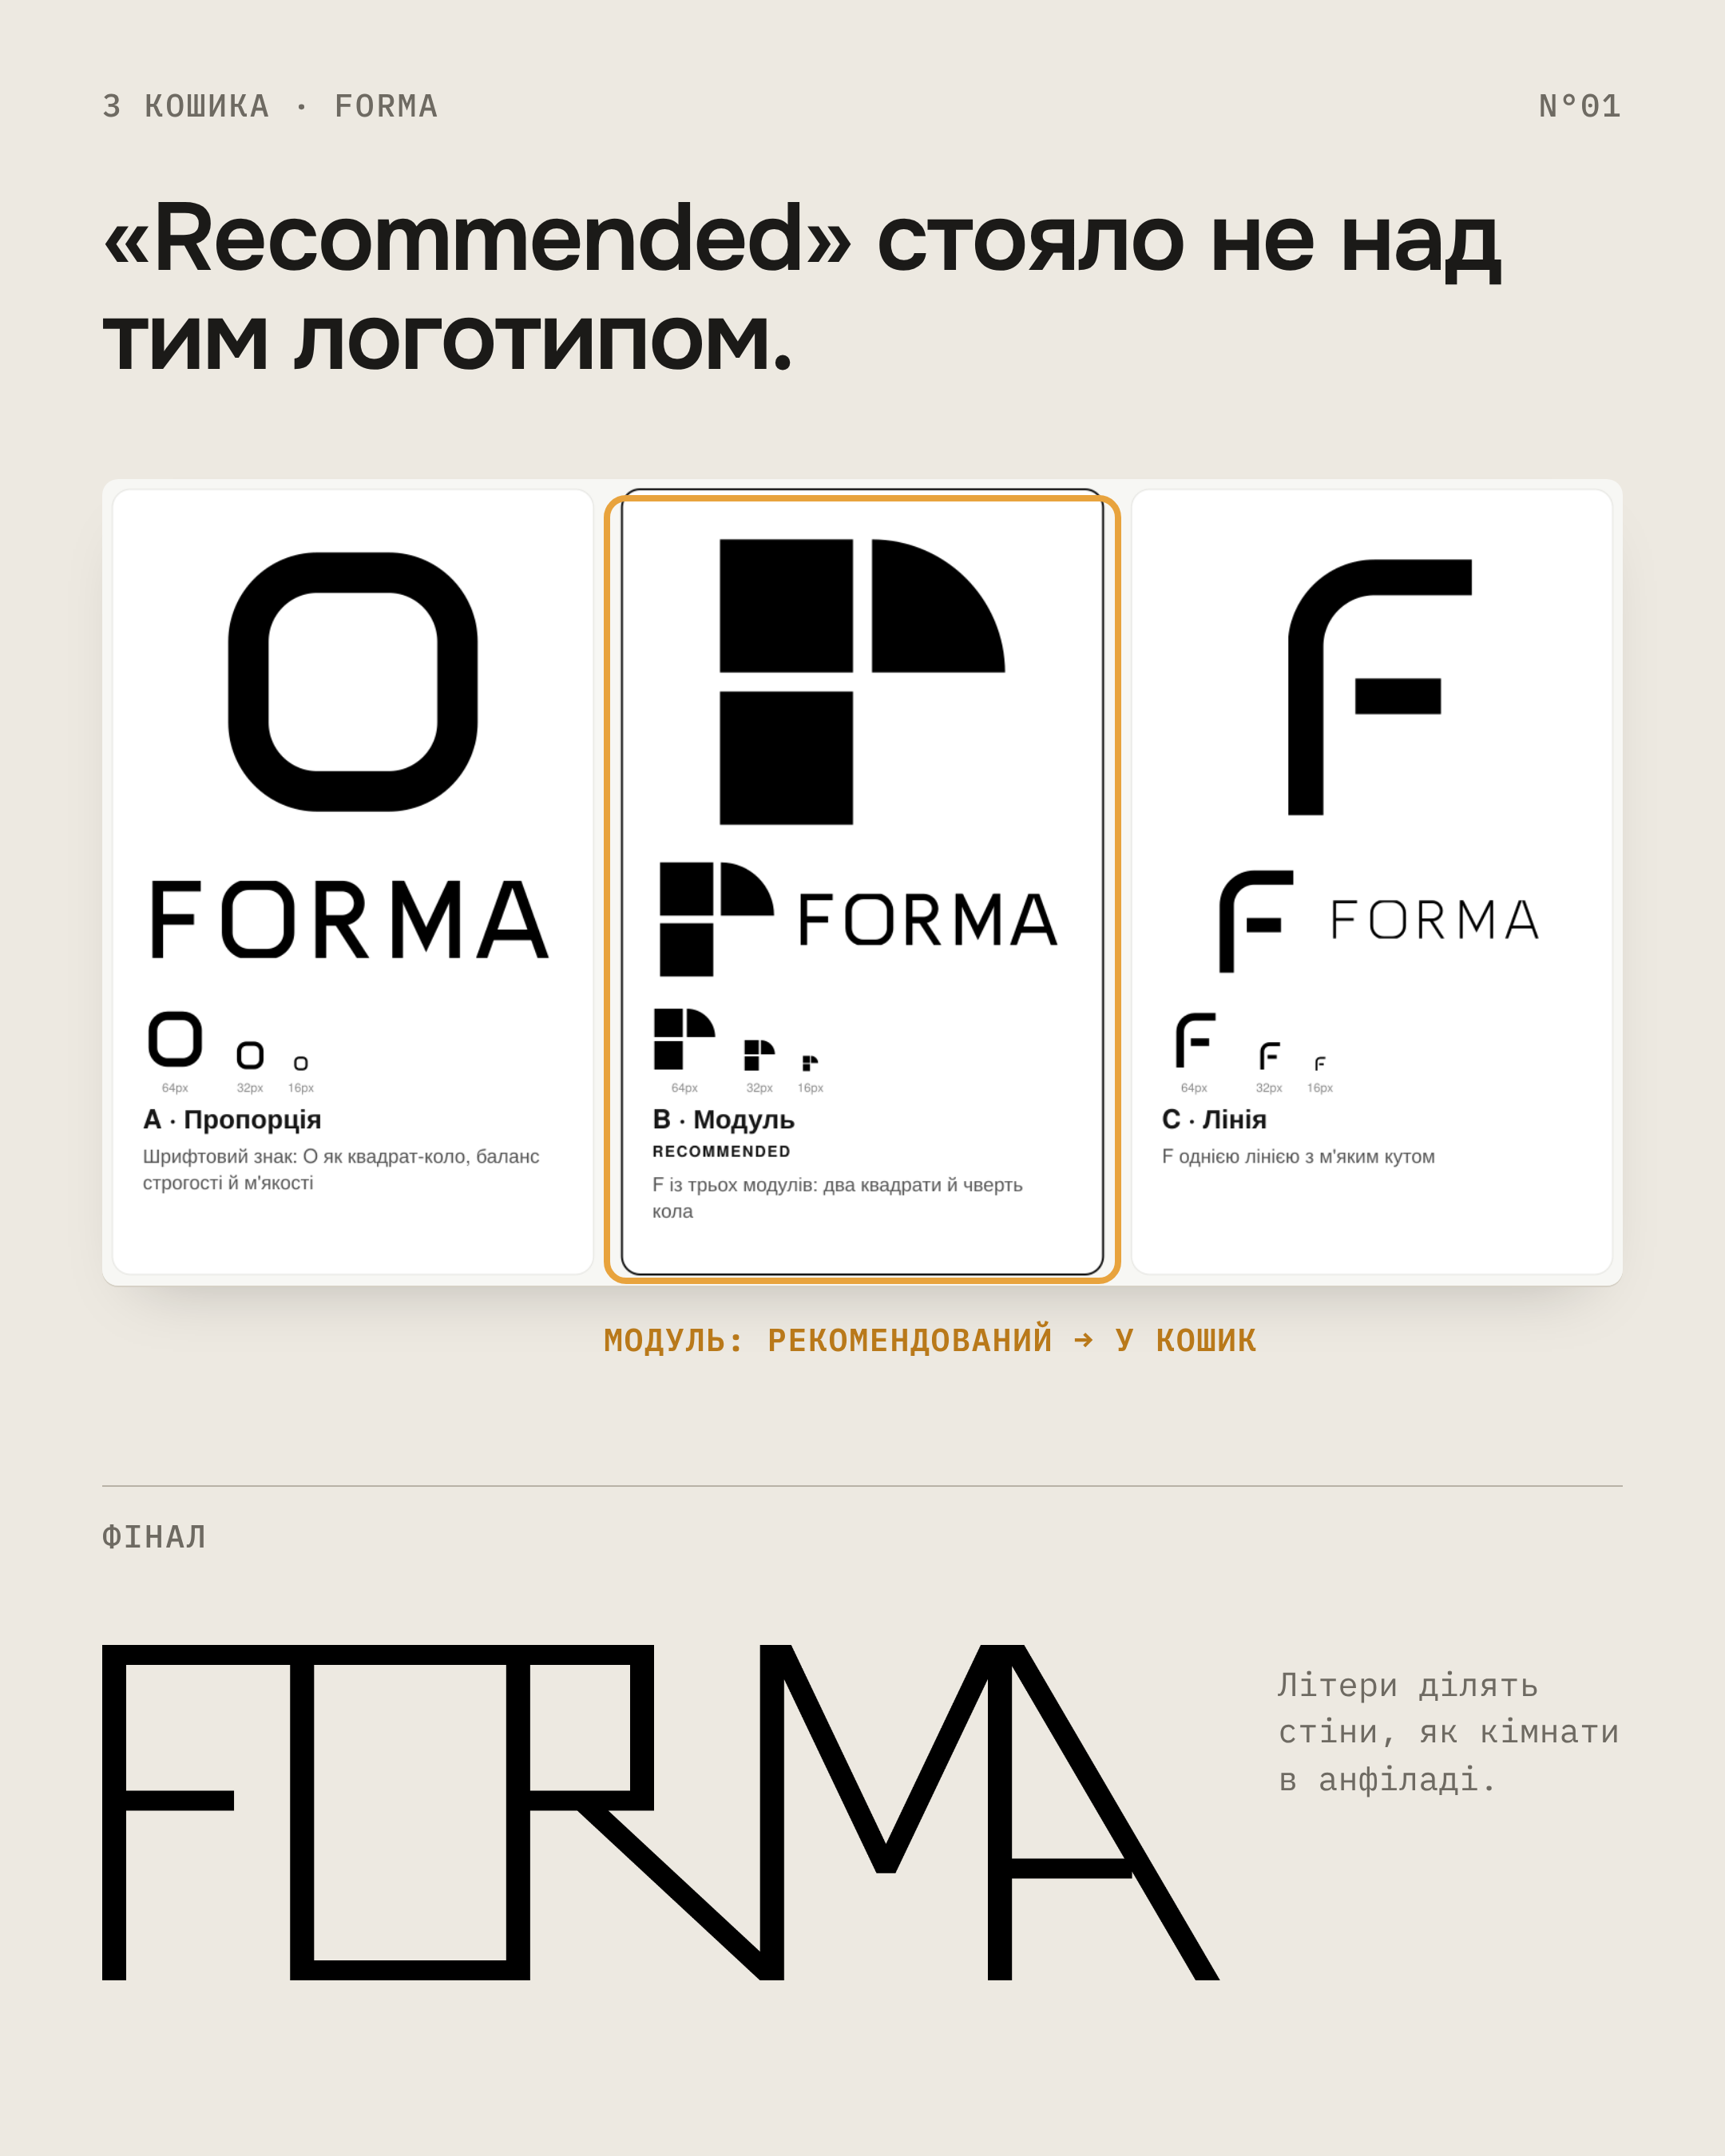 З КОШИКА · FORMA
N°01
«Recommended» стояло не над
тим логотипом.
FORMA
64px 32px 16px
A · Пропорція
Шрифтовий знак: О як квадрат-коло, баланс
строгості й м'якості
FORMA
64px 32px 16px
B · Модуль
RECOMMENDED
F із трьох модулів: два квадрати й чверть
кола
FORMA
64px 32px 16px
C · Лінія
F однією лінією з м'яким кутом
МОДУЛЬ: РЕКОМЕНДОВАНИЙ → У КОШИК
ФІНАЛ
FORMA
Літери ділять
стіни, як кімнати
в анфіладі.